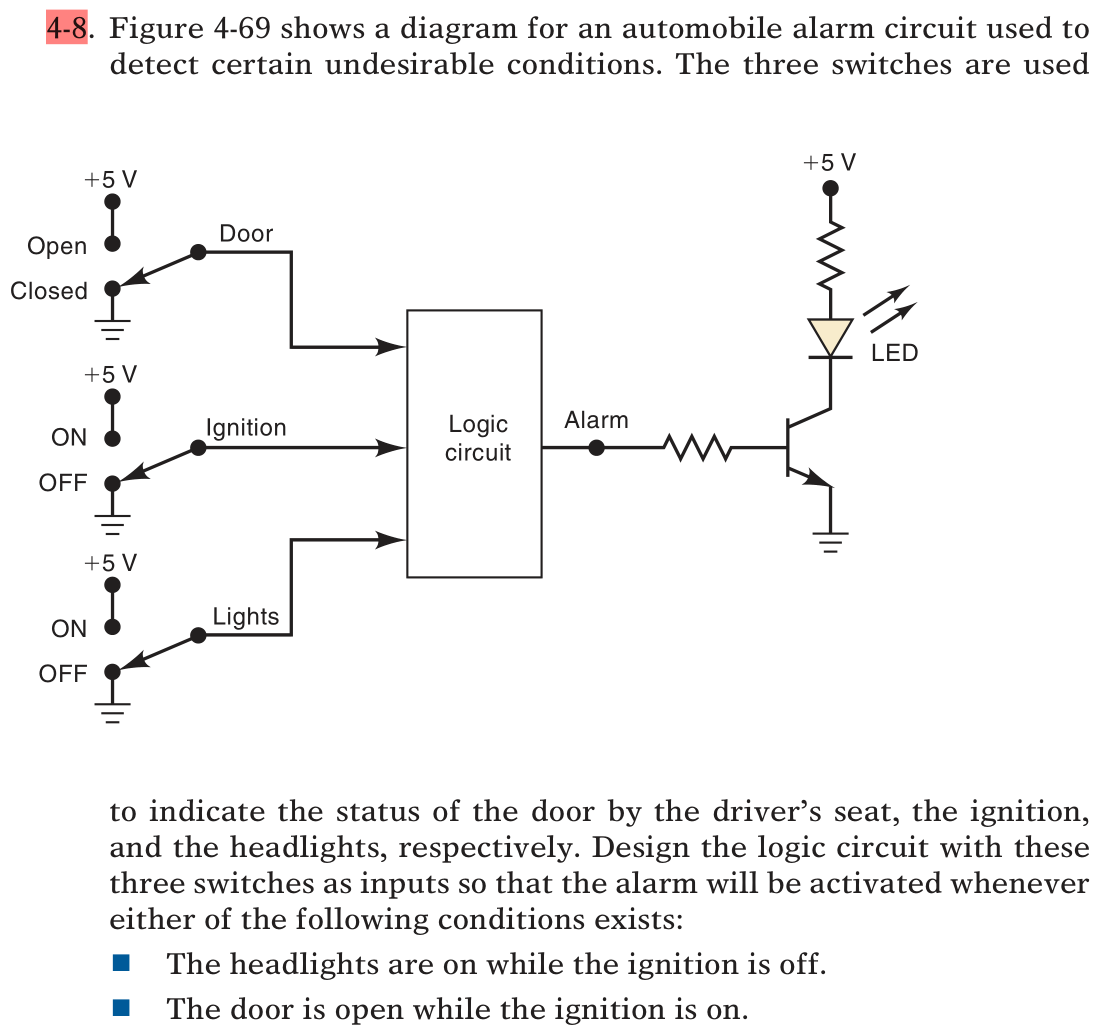 4-8. Figure 4-69 shows a diagram for an automobile alarm circuit used to
detect certain undesirable conditions. The three switches are used
+5 V
Open
Closed
Door
+5 V
ON
OFF
Ignition
+5 V
ON
OFF
Lights
Logic
circuit
Alarm
+5 V
LED
to indicate the status of the door by the driver’s seat, the ignition,
and the headlights, respectively. Design the logic circuit with these
three switches as inputs so that the alarm will be activated whenever
either of the following conditions exists:
■ The headlights are on while the ignition is off.
■ The door is open while the ignition is on.